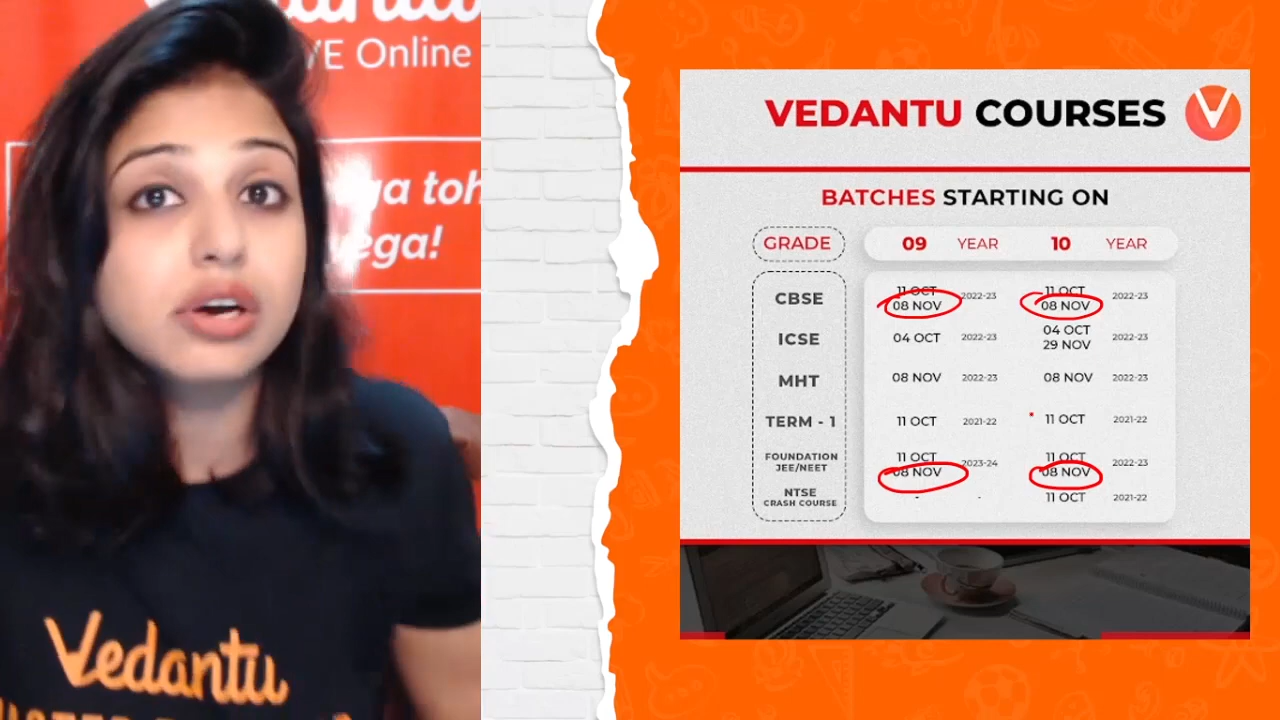 VE Online
ga toh
ega!
Vedantu
VEDANTU COURSES
BATCHES STARTING ON
GRADE 09 YEAR 10 YEAR
CBSE 11 OCT 08 NOV 2022-23 11 OCT 08 NOV 2022-23
ICSE 04 OCT 2022-23 04 OCT 29 NOV 2022-23
MHT 08 NOV 2022-23 08 NOV 2022-23
TERM - 1 11 OCT 2021-22 11 OCT 2021-22
FOUNDATION JEE/NEET 11 OCT 08 NOV 2023-24 11 OCT 08 NOV 2022-23
NTSE CRASH COURSE - - 11 OCT 2021-22